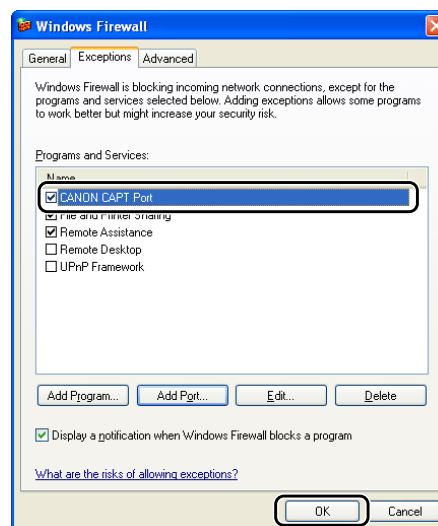 Windows Firewall
General Exceptions Advanced
Windows Firewall is blocking incoming network connections, except for the
programs and services selected below. Adding exceptions allows some programs
to work better but might increase your security risk.
Programs and Services:
Name
CANON CAPT Port
File and Printer Sharing
Remote Assistance
Remote Desktop
UPnP Framework
Add Program... Add Port... Edit... Delete
Display a notification when Windows Firewall blocks a program
What are the risks of allowing exceptions?
OK Cancel